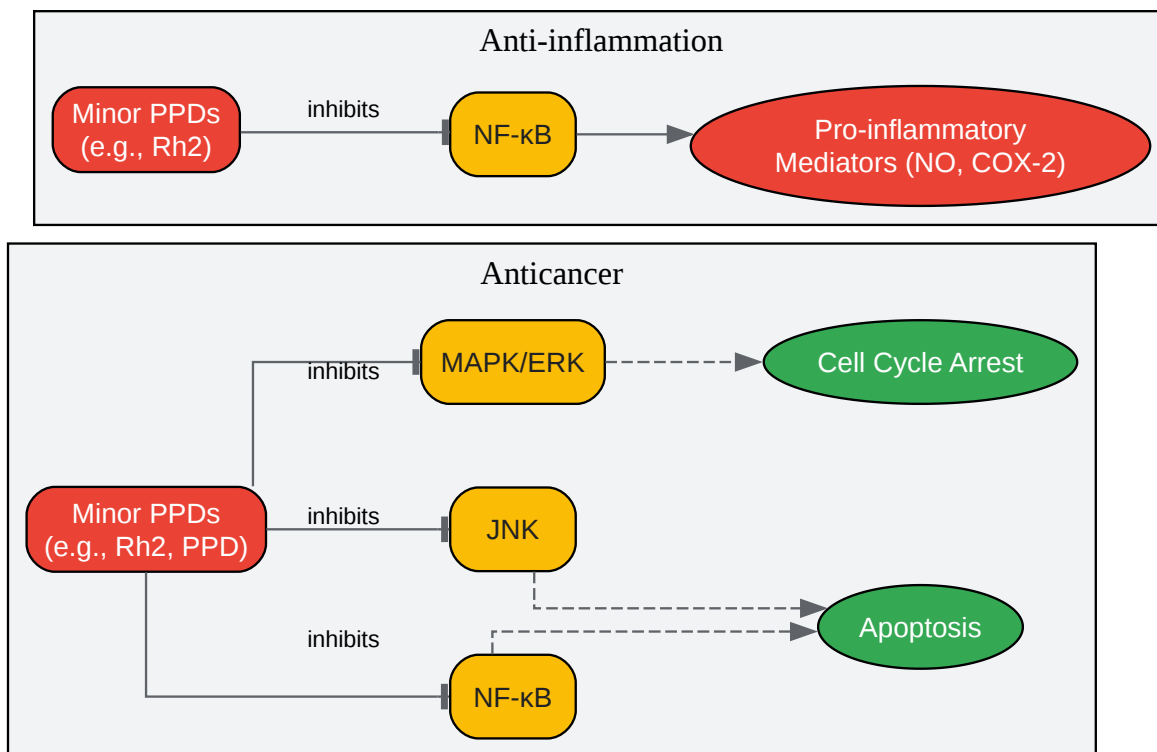 Anti-inflammation
Minor PPDs
(e.g., Rh2)
inhibits
NF-κB
Pro-inflammatory
Mediators (NO, COX-2)
Anticancer
inhibits
MAPK/ERK
Cell Cycle Arrest
Minor PPDs
(e.g., Rh2, PPD)
inhibits
JNK
inhibits
NF-κB
Apoptosis